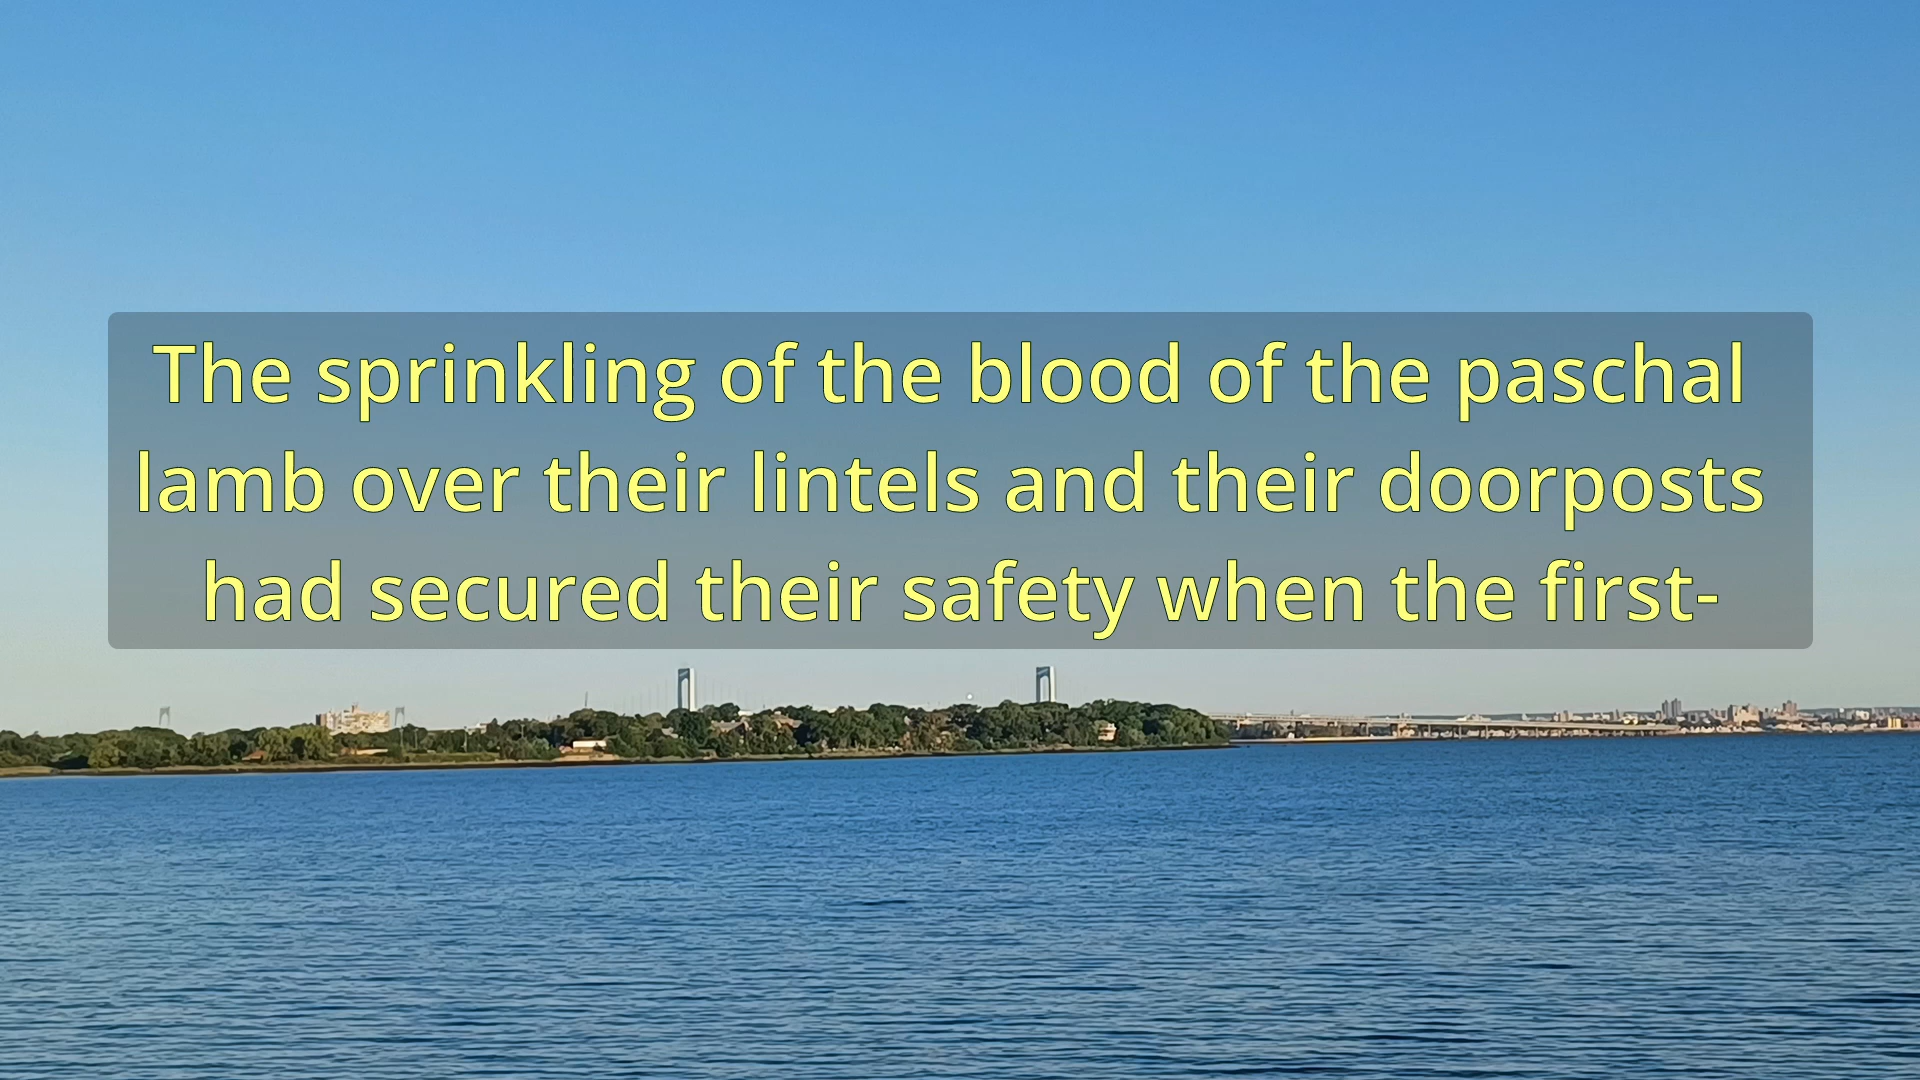 The sprinkling of the blood of the paschal
lamb over their lintels and their doorposts
had secured their safety when the first-